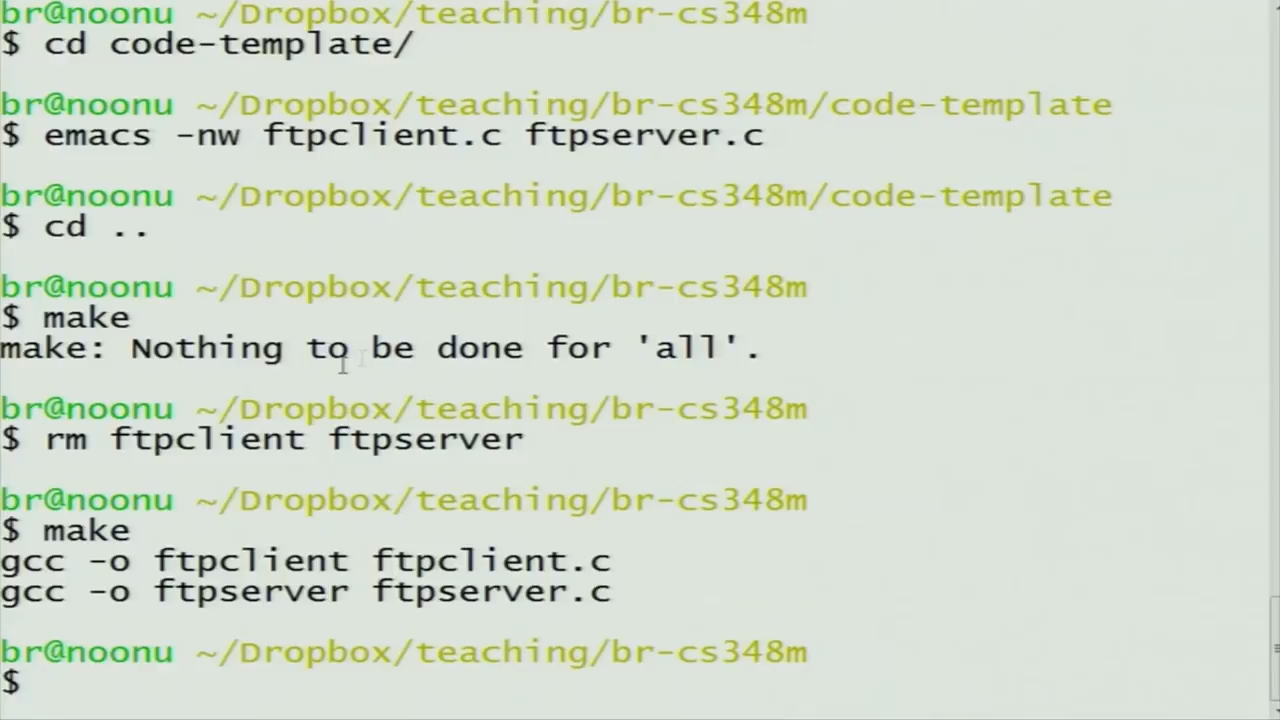 br@noonu ~/Dropbox/teaching/br-cs348m
$ cd code-template/
br@noonu ~/Dropbox/teaching/br-cs348m/code-template
$ emacs -nw ftpclient.c ftpserver.c
br@noonu ~/Dropbox/teaching/br-cs348m/code-template
$ cd ..
br@noonu ~/Dropbox/teaching/br-cs348m
$ make
make: Nothing to be done for 'all'.
br@noonu ~/Dropbox/teaching/br-cs348m
$ rm ftpclient ftpserver
br@noonu ~/Dropbox/teaching/br-cs348m
$ make
gcc -o ftpclient ftpclient.c
gcc -o ftpserver ftpserver.c
br@noonu ~/Dropbox/teaching/br-cs348m
$